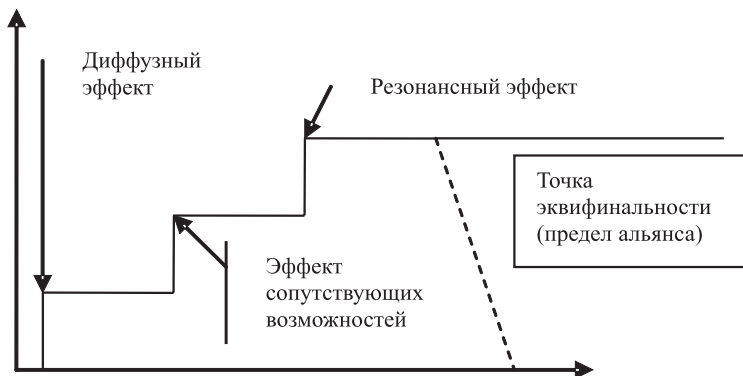 Диффузный
эффект
Резонансный эффект
Точка
эквифинальности
(предел альянса)
Эффект
сопутствующих
возможностей